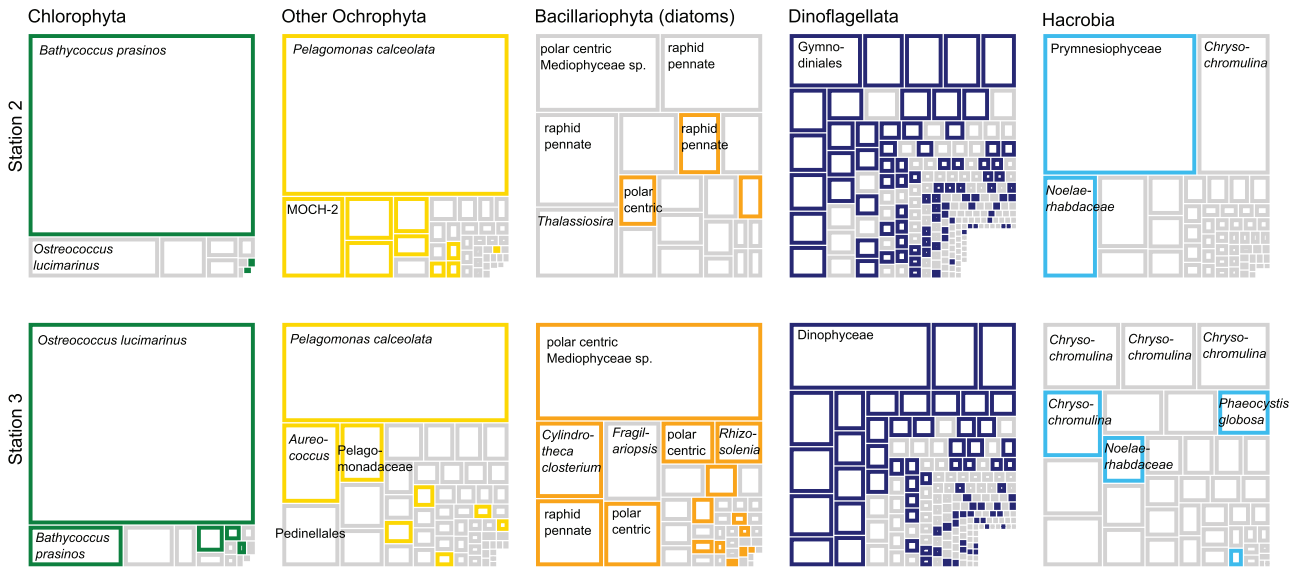 Chlorophyta
Other Ochrophyta
Bacillariophyta (diatoms)
Dinoflagellata
Hacrobia
Station 2
Bathycoccus prasinos
Ostreococcus
lucimarinus
Pelagomonas calceolata
MOCH-2
polar centric
Mediophyceae sp.
raphid
pennate
raphid
pennate
raphid
pennate
polar
centric
Thalassiosira
Gymno-
diniales
Prymnesiophyceae
Chryso-
chromulina
Noelae-
rhabdaceae
Station 3
Ostreococcus lucimarinus
Bathycoccus
prasinos
Pelagomonas calceolata
Aureo-
coccus
Pelago-
monadaceae
Pedinellales
polar centric
Mediophyceae sp.
Cylindro-
theca
closterium
Fragil-
ariopsis
polar
centric
Rhizo-
solenia
raphid
pennate
polar
centric
Dinophyceae
Chryso-
chromulina
Chryso-
chromulina
Chryso-
chromulina
Chryso-
chromulina
Phaeocystis
globosa
Noelae-
rhabdaceae